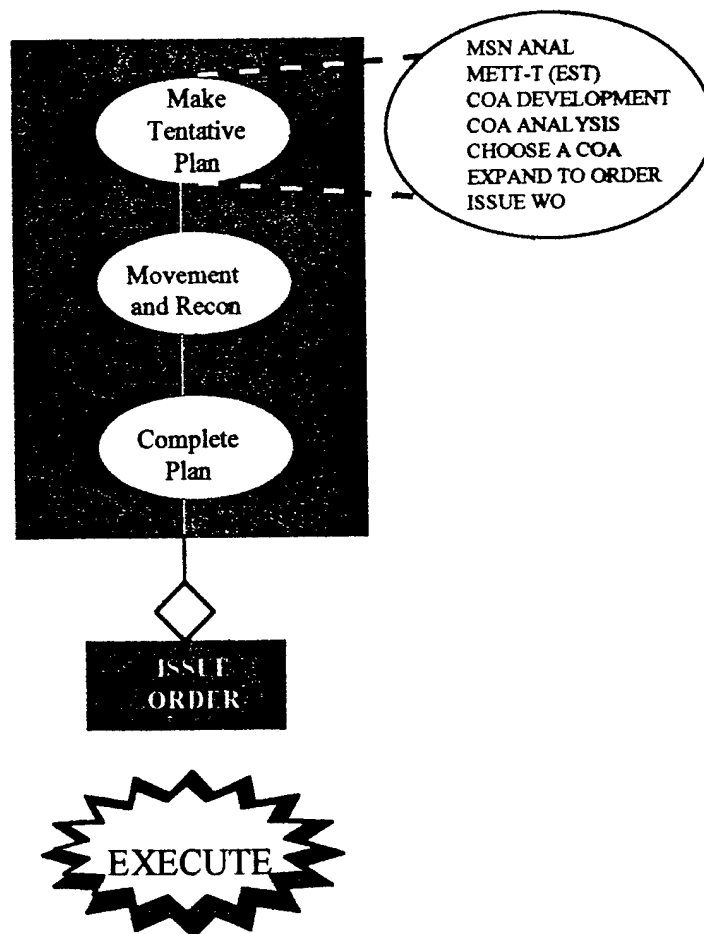 MSN ANAL
METT-T (EST)
COA DEVELOPMENT
COA ANALYSIS
CHOOSE A COA
EXPAND TO ORDER
ISSUE WO
Make
Tentative
Plan
Movement
and Recon
Complete
Plan
ISSUE
ORDER
EXECUTE